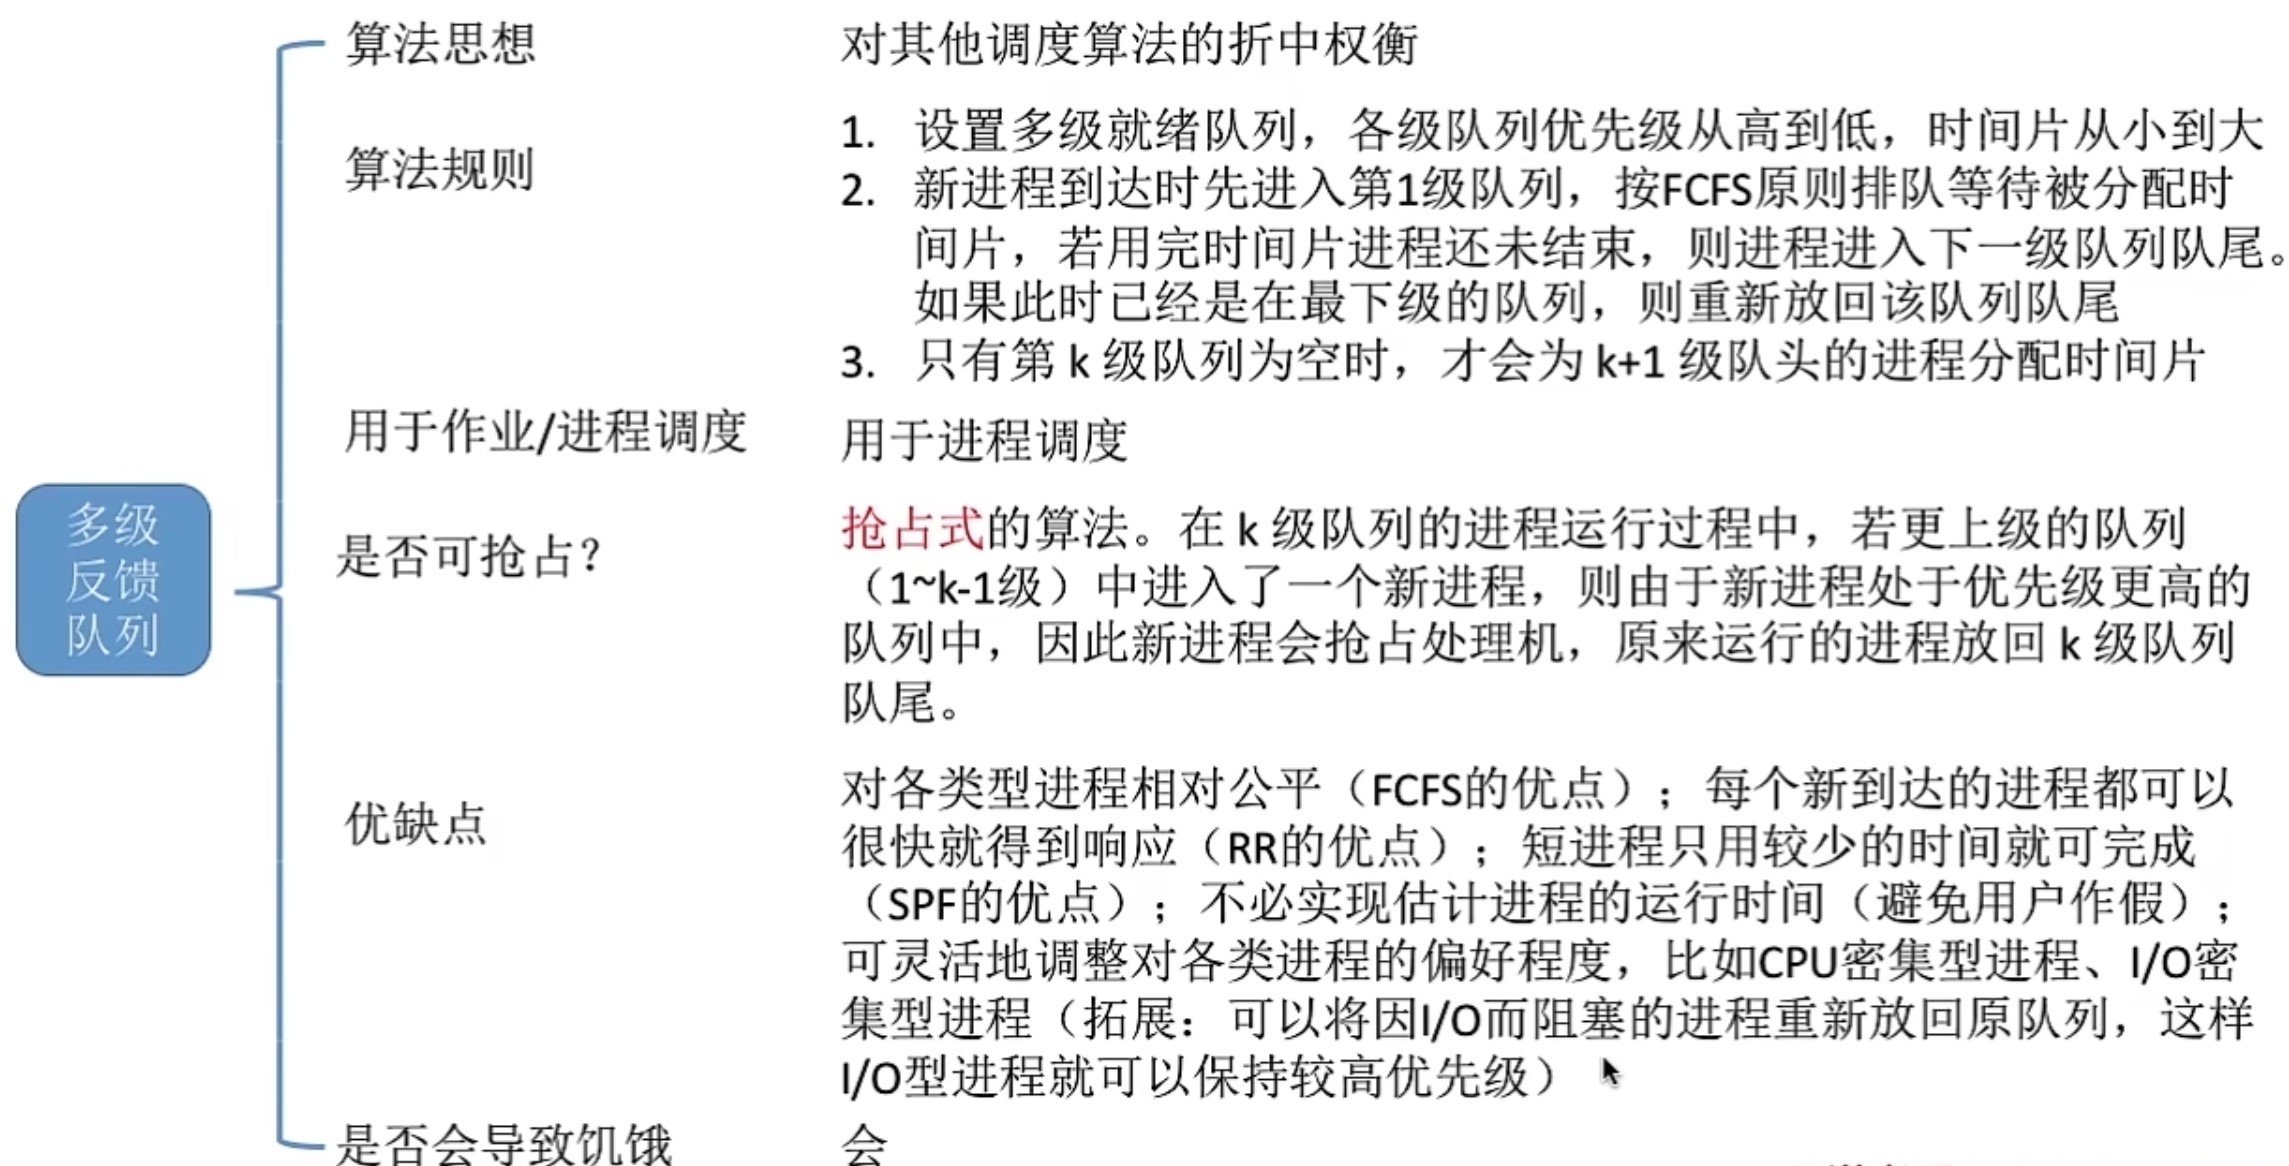 算法思想
对其他调度算法的折中权衡
算法规则
1. 设置多级就绪队列，各级队列优先级从高到低，时间片从小到大
2. 新进程到达时先进入第1级队列，按FCFS原则排队等待被分配时
间片，若用完时间片进程还未结束，则进程进入下一级队列队尾。
如果此时已经是在最下级的队列，则重新放回该队列队尾
3. 只有第 k 级队列为空时，才会为 k+1 级队头的进程分配时间片
用于作业/进程调度
用于进程调度
多级
反馈
队列
是否可抢占？
抢占式的算法。在 k 级队列的进程运行过程中，若更上级的队列
（1~k-1级）中进入了一个新进程，则由于新进程处于优先级更高的
队列中，因此新进程会抢占处理机，原来运行的进程放回 k 级队列
队尾。
优缺点
对各类型进程相对公平（FCFS的优点）；每个新到达的进程都可以
很快就得到响应（RR的优点）；短进程只用较少的时间就可完成
（SPF的优点）；不必实现估计进程的运行时间（避免用户作假）；
可灵活地调整对各类进程的偏好程度，比如CPU密集型进程、I/O密
集型进程（拓展：可以将因I/O而阻塞的进程重新放回原队列，这样
I/O型进程就可以保持较高优先级）
是否会导致饥饿
会